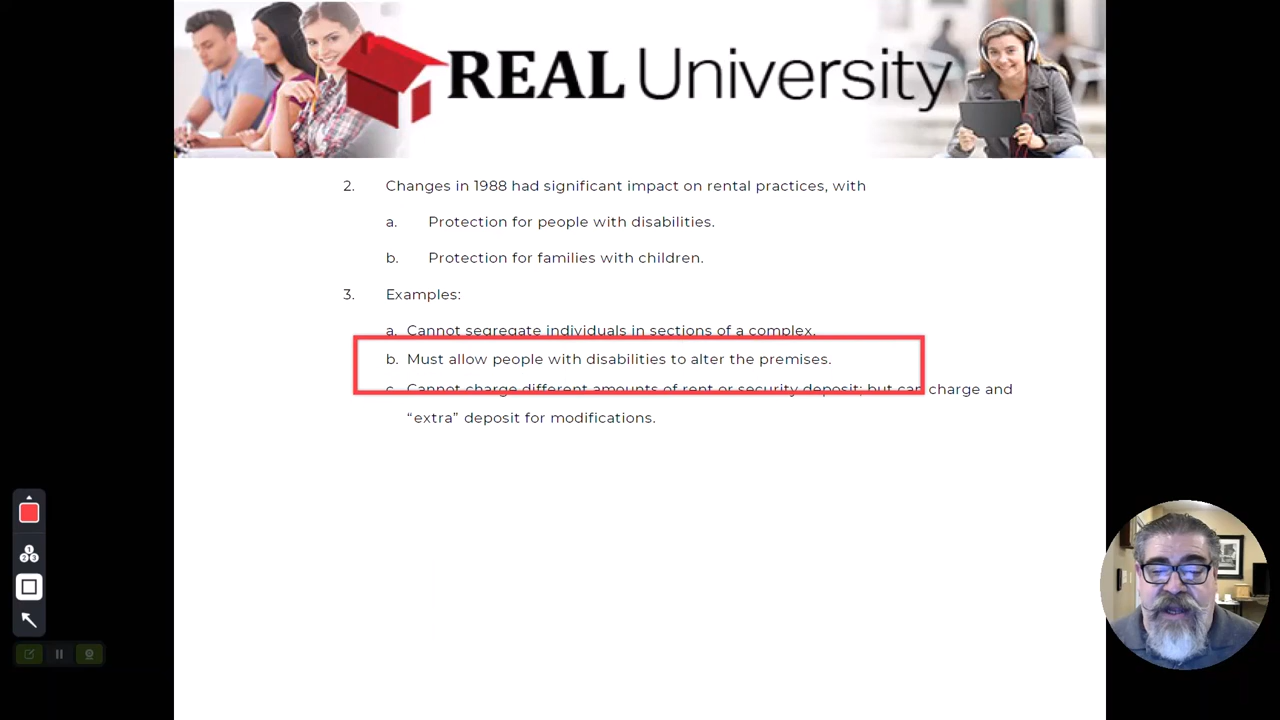 REAL University
2. Changes in 1988 had significant impact on rental practices, with
a. Protection for people with disabilities.
b. Protection for families with children.
3. Examples:
a. Cannot segregate individuals in sections of a complex.
b. Must allow people with disabilities to alter the premises.
c. Cannot charge different amounts of rent or security deposit; but can charge and
“extra” deposit for modifications.